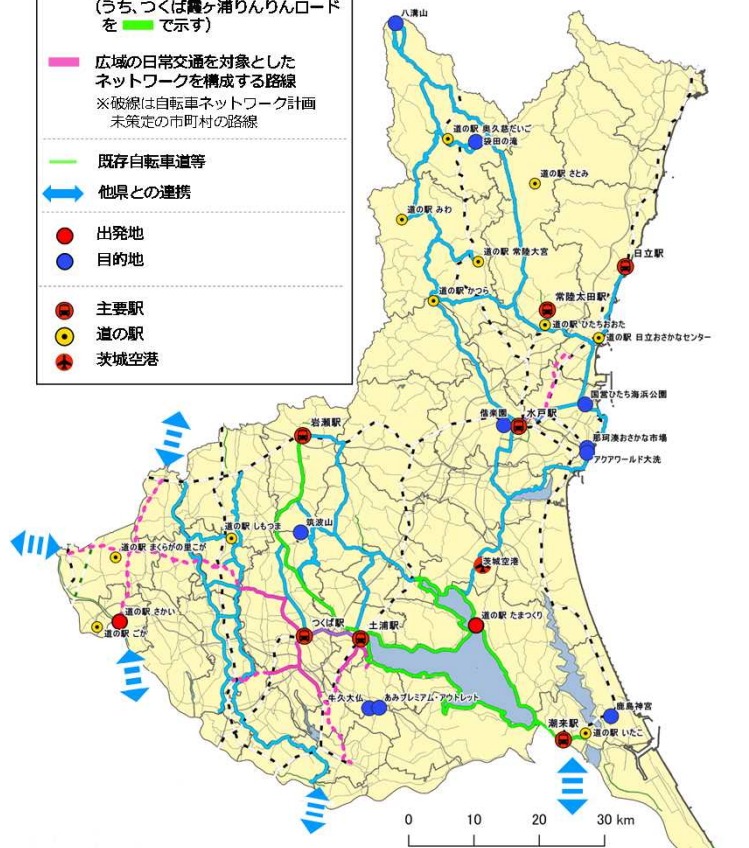 (うち、つくば霞ヶ浦りんりんロード
を で示す)
広域の日常交通を対象とした
ネットワークを構成する路線
※破線は自転車ネットワーク計画
未策定の市町村の路線
既存自転車道等
他県との連携
出発地
目的地
主要駅
道の駅
茨城空港
八溝山
道の駅 奥久慈だいご
袋田の滝
道の駅 さとみ
道の駅 みわ
道の駅 常陸大宮
日立駅
道の駅 かつら
常陸太田駅
道の駅 ひたちおおた
道の駅 日立おさかなセンター
国営ひたち海浜公園
偕楽園
水戸駅
岩瀬駅
那珂湊おさかな市場
アクアワールド大洗
筑波山
道の駅 しもつま
道の駅 まくらがの里こが
茨城空港
道の駅 さかい
道の駅 ごか
つくば駅
土浦駅
道の駅 たまつくり
牛久大仏
あみプレミアム・アウトレット
鹿島神宮
潮来駅
道の駅 いたこ
0 10 20 30 km